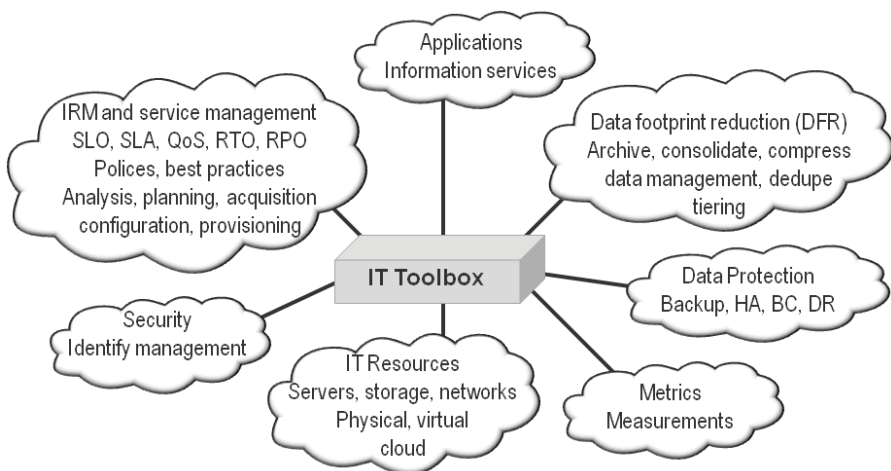 Applications
Information services
IRM and service management
SLO, SLA, QoS, RTO, RPO
Polices, best practices
Analysis, planning, acquisition
configuration, provisioning
Data footprint reduction (DFR)
Archive, consolidate, compress
data management, dedupe
tiering
IT Toolbox
Data Protection
Backup, HA, BC, DR
Security
Identify management
IT Resources
Servers, storage, networks
Physical, virtual
cloud
Metrics
Measurements